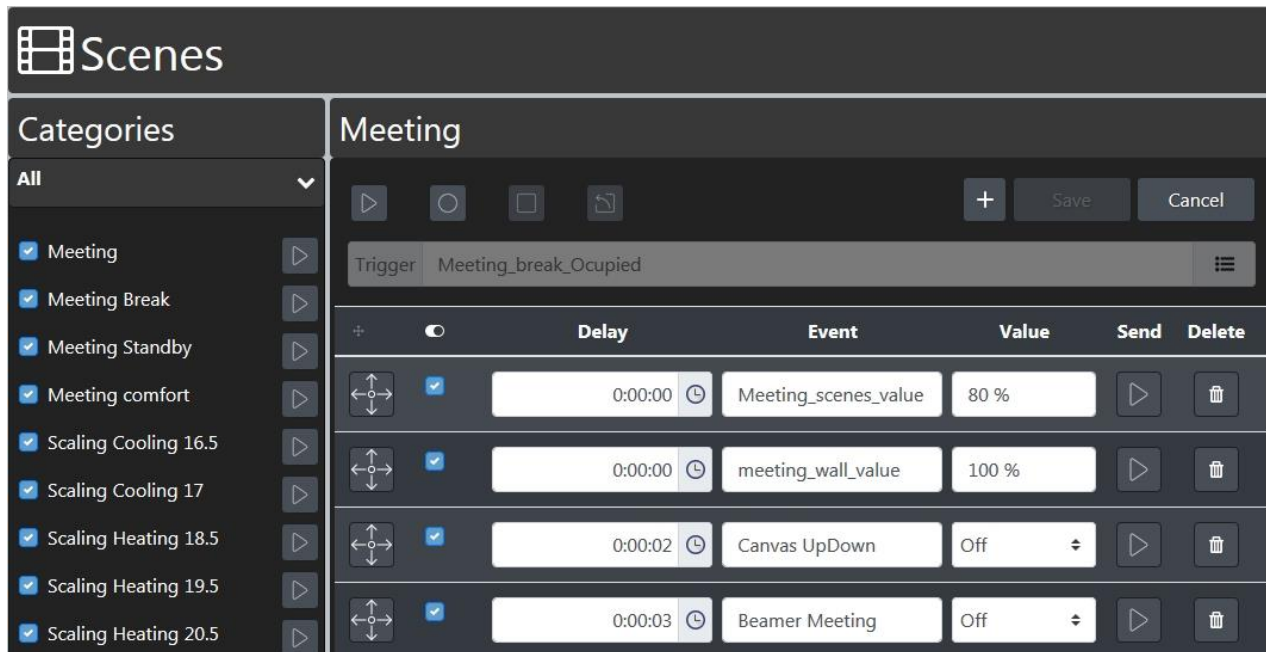 Scenes
Categories
All
Meeting
Meeting Break
Meeting Standby
Meeting comfort
Scaling Cooling 16.5
Scaling Cooling 17
Scaling Heating 18.5
Scaling Heating 19.5
Scaling Heating 20.5
Meeting
Save Cancel
Trigger Meeting_break_Ocupied
Delay Event Value Send Delete
0:00:00 Meeting_scenes_value 80 %
0:00:00 meeting_wall_value 100 %
0:00:02 Canvas UpDown Off
0:00:03 Beamer Meeting Off